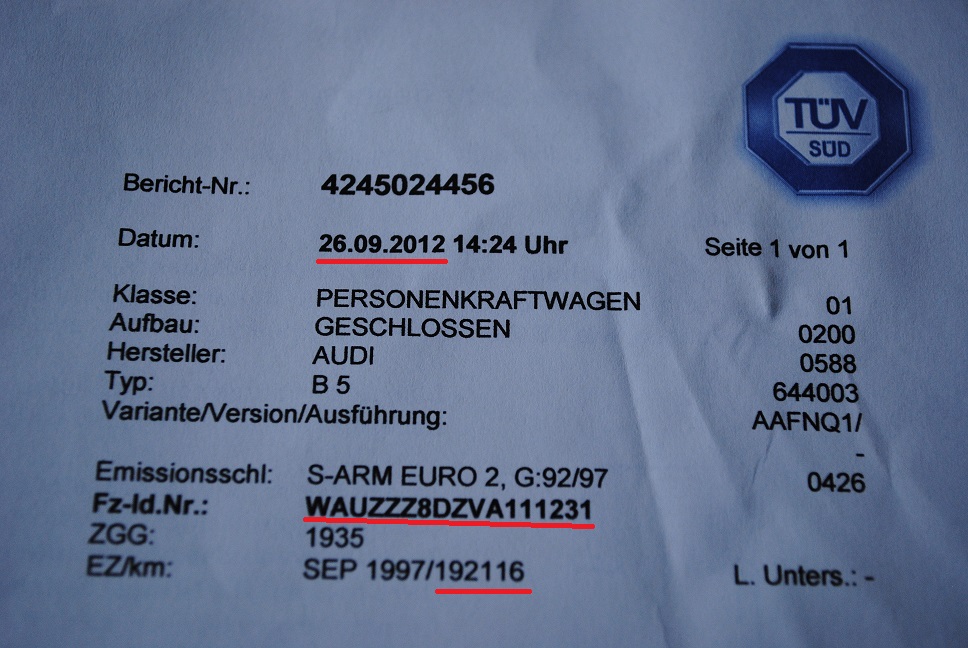 TÜV
SÜD
Bericht-Nr.: 4245024456
Datum: 26.09.2012 14:24 Uhr Seite 1 von 1
Klasse: PERSONENKRAFTWAGEN 01
Aufbau: GESCHLOSSEN 0200
Hersteller: AUDI 0588
Typ: B 5 644003
Variante/Version/Ausführung: AAFNQ1/
-
Emissionsschl: S-ARM EURO 2, G:92/97 0426
Fz-Id.Nr.: WAUZZZ8DZVA111231
ZGG: 1935
EZ/km: SEP 1997/192116 L. Unters.: -